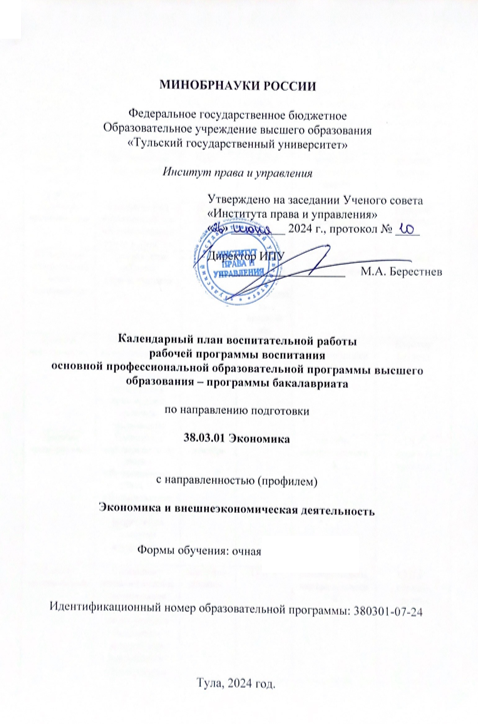 МИНОБРНАУКИ РОССИИ
Федеральное государственное бюджетное
Образовательное учреждение высшего образования
«Тульский государственный университет»
Инситут права и управления
Утверждено на заседании Ученого совета
«Института права и управления»
«26» июня 2024 г., протокол № 10
Директор ИПУ
М.А. Берестнев
ИНСТИТУТ
ПРАВА И
УПРАВЛЕНИЯ
Календарный план воспитательной работы
рабочей программы воспитания
основной профессиональной образовательной программы высшего
образования – программы бакалавриата
по направлению подготовки
38.03.01 Экономика
с направленностью (профилем)
Экономика и внешнеэкономическая деятельность
Формы обучения: очная
Идентификационный номер образовательной программы: 380301-07-24
Тула, 2024 год.